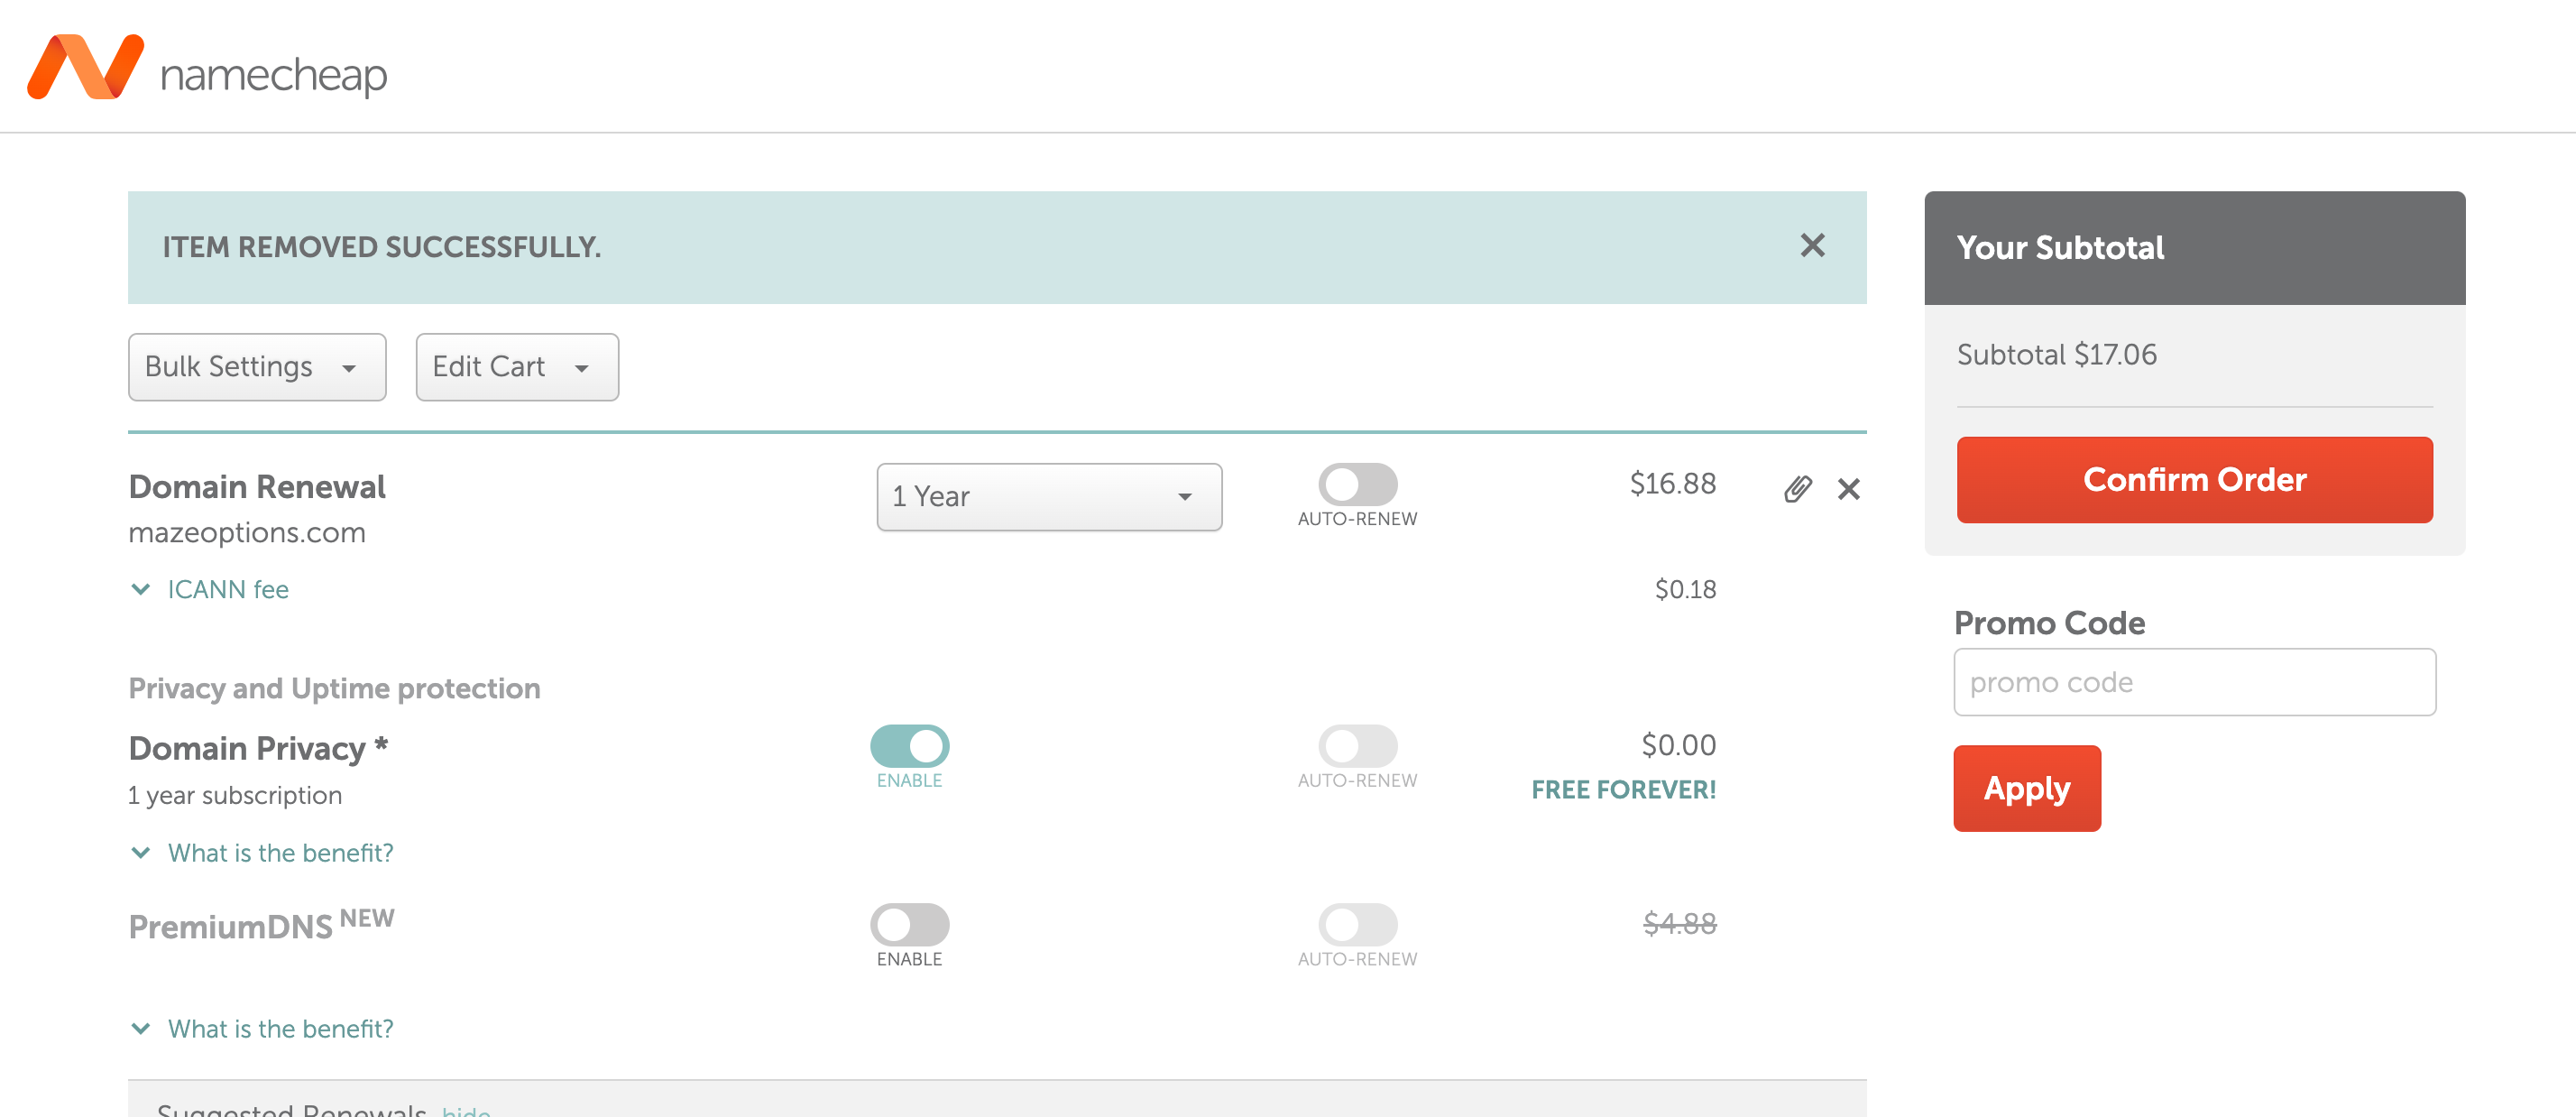 namecheap
ITEM REMOVED SUCCESSFULLY.
Your Subtotal
Subtotal $17.06
Confirm Order
Bulk Settings
Edit Cart
Domain Renewal
mazeoptions.com
1 Year
AUTO-RENEW
$16.88
ICANN fee
$0.18
Promo Code
promo code
Apply
Privacy and Uptime protection
Domain Privacy *
1 year subscription
ENABLE
AUTO-RENEW
$0.00
FREE FOREVER!
What is the benefit?
PremiumDNS NEW
ENABLE
AUTO-RENEW
$4.88
What is the benefit?
Suggested Renewals hide